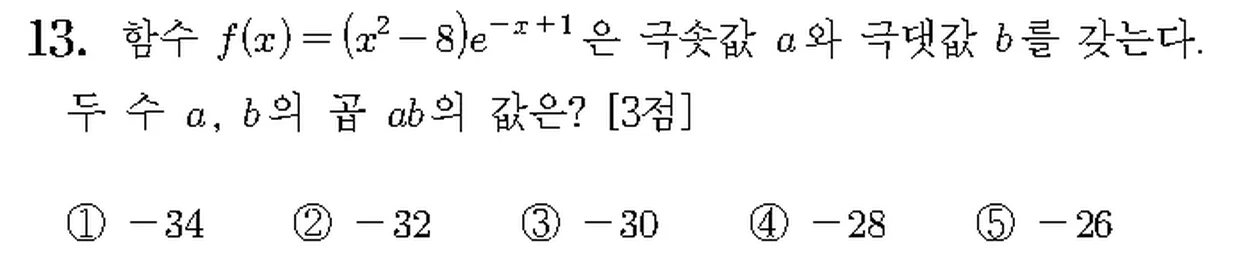 13. 함수 f(x)=(x²-8)e^{-x+1}은 극솟값 a와 극댓값 b를 갖는다.
두 수 a, b의 곱 ab의 값은? [3점]
① -34 ② -32 ③ -30 ④ -28 ⑤ -26